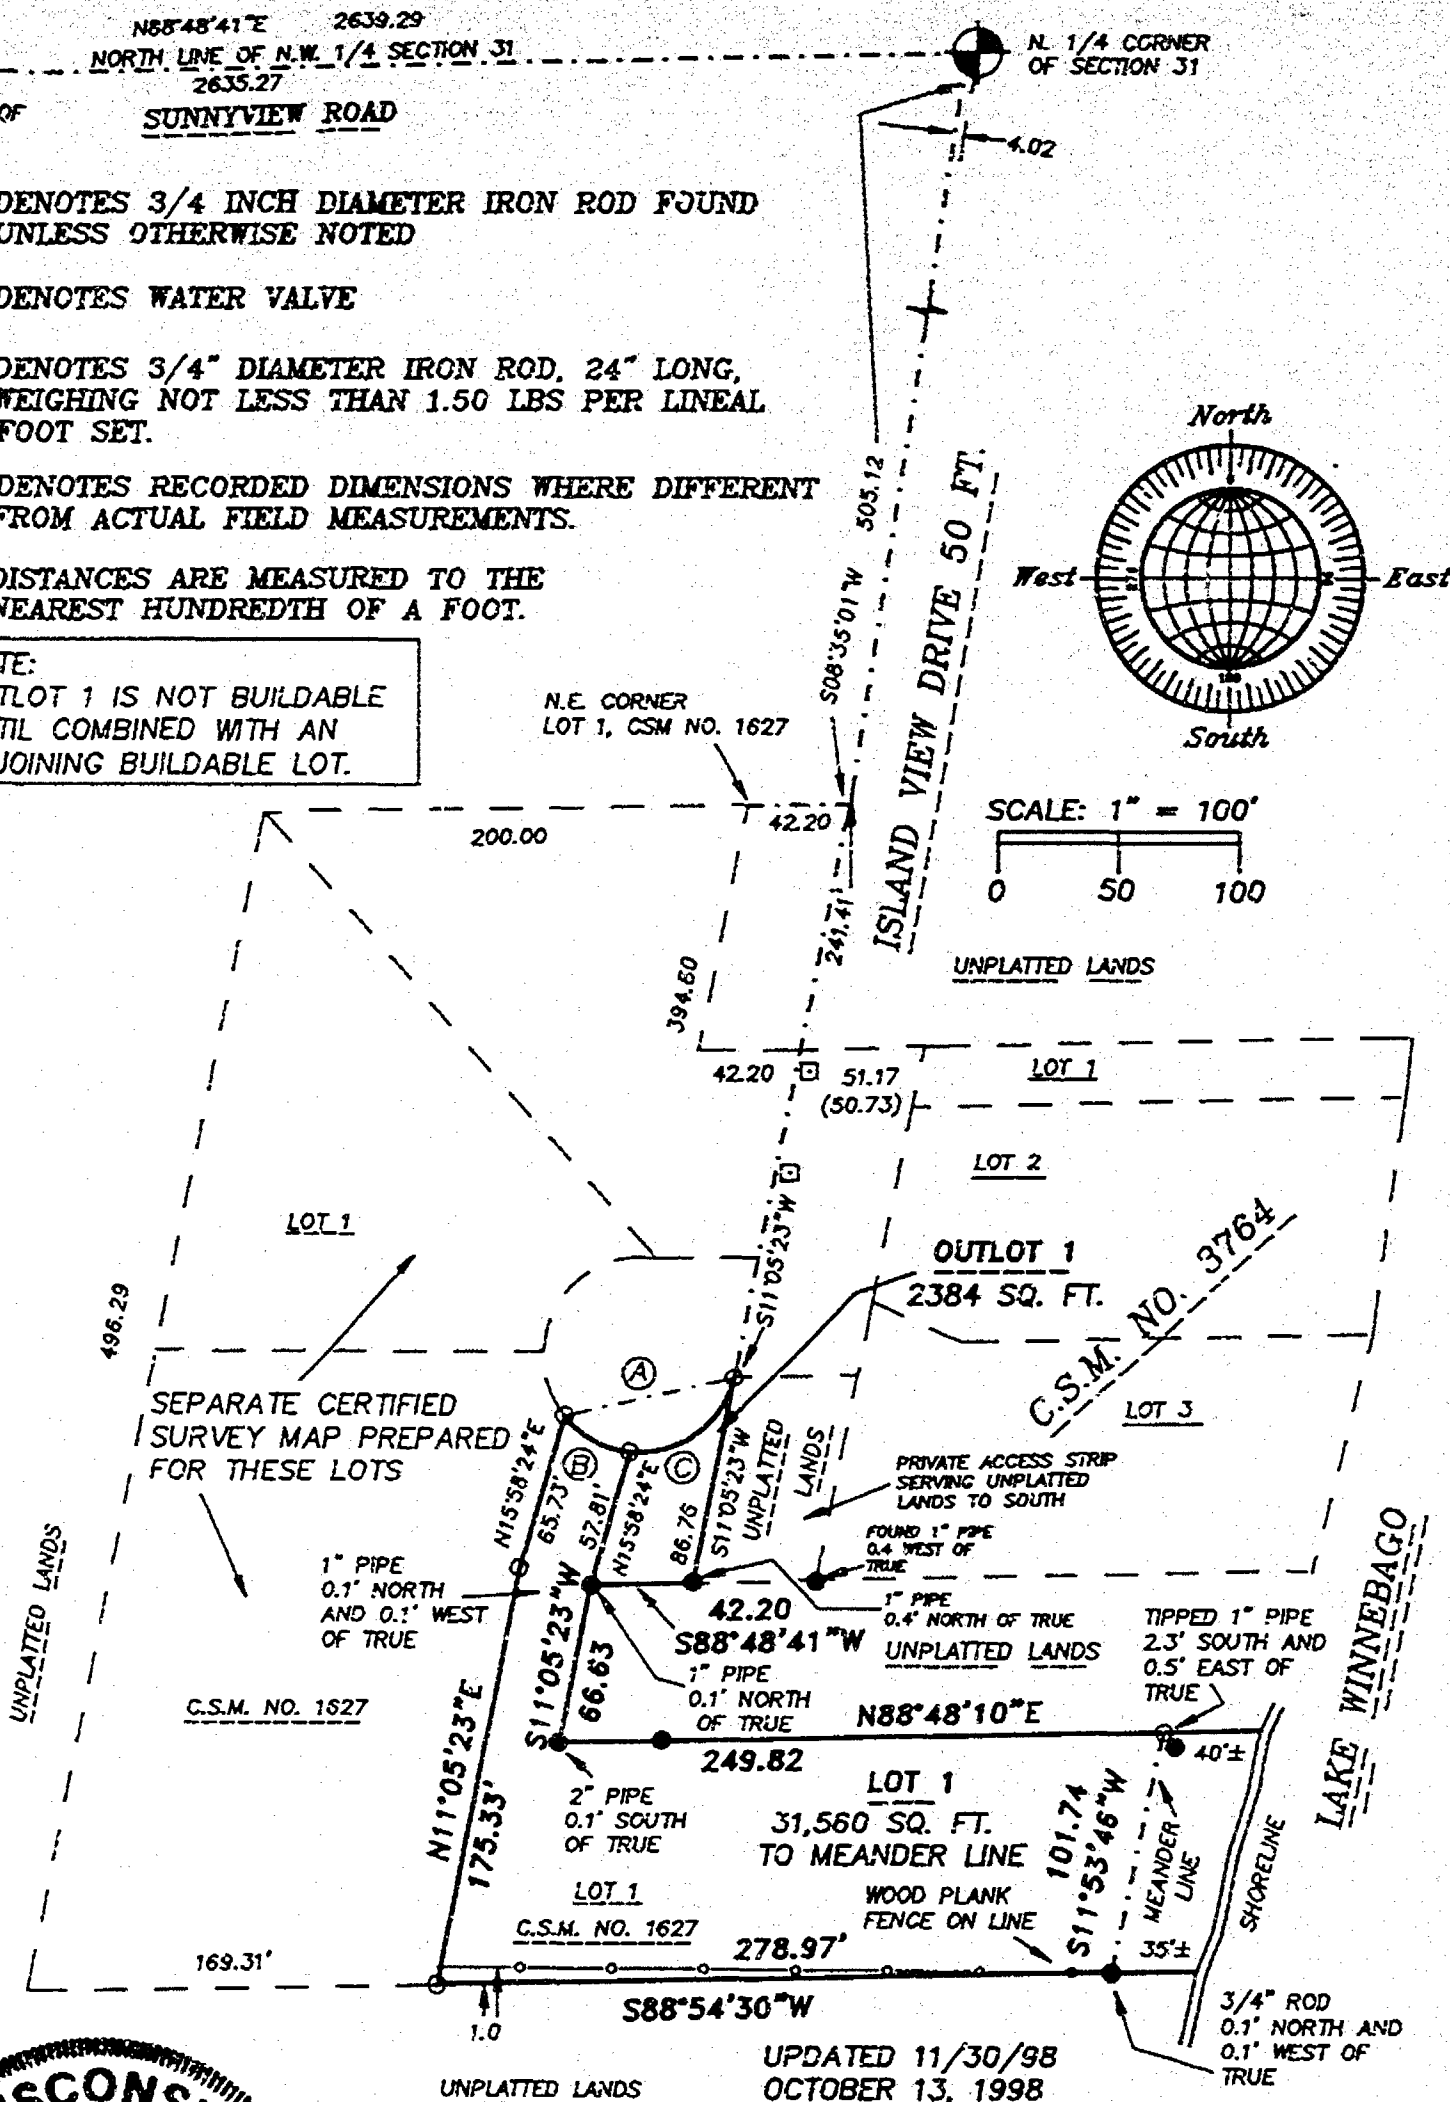 N88°48'41"E 2639.29
NORTH LINE OF N.W. 1/4 SECTION 31
2635.27
OF
SUNNYVIEW ROAD
N. 1/4 CORNER
OF SECTION 31
4.02
DENOTES 3/4 INCH DIAMETER IRON ROD FOUND
UNLESS OTHERWISE NOTED
DENOTES WATER VALVE
DENOTES 3/4" DIAMETER IRON ROD, 24" LONG,
WEIGHING NOT LESS THAN 1.50 LBS PER LINEAL
FOOT SET.
DENOTES RECORDED DIMENSIONS WHERE DIFFERENT
FROM ACTUAL FIELD MEASUREMENTS.
DISTANCES ARE MEASURED TO THE
NEAREST HUNDREDTH OF A FOOT.
TE:
TLOT 1 IS NOT BUILDABLE
TIL COMBINED WITH AN
JOINING BUILDABLE LOT.
North
West
East
South
180
S08°35'01"W 505.12
ISLAND VIEW DRIVE 50 FT.
N.E. CORNER
LOT 1, CSM NO. 1627
SCALE: 1" = 100'
0 50 100
200.00
42.20
241.41'
394.60
UNPLATTED LANDS
42.20
51.17
(50.73)
LOT 1
LOT 2
S11°05'23"W
LOT 1
OUTLOT 1
2384 SQ. FT.
C.S.M. NO. 3764
496.29
LOT 3
A
SEPARATE CERTIFIED
SURVEY MAP PREPARED
FOR THESE LOTS
N15°58'24"E
65.73'
B
57.81'
N15°58'24"E
C
86.76
S11°05'23"W
UNPLATTED
LANDS
PRIVATE ACCESS STRIP
SERVING UNPLATTED
LANDS TO SOUTH
FOUND 1" PIPE
0.4 WEST OF
TRUE
UNPLATTED LANDS
1" PIPE
0.1' NORTH
AND 0.1' WEST
OF TRUE
42.20
S88°48'41"W
1" PIPE
0.4' NORTH OF TRUE
UNPLATTED LANDS
TIPPED 1" PIPE
2.3' SOUTH AND
0.5' EAST OF
TRUE
LAKE WINNEBAGO
S11°05'23"W
66.63
1" PIPE
0.1' NORTH
OF TRUE
C.S.M. NO. 1627
N88°48'10"E
249.82
40'±
N11°05'23"E
175.33'
2" PIPE
0.1' SOUTH
OF TRUE
LOT 1
31,560 SQ. FT.
TO MEANDER LINE
101.74
S11°53'46"W
MEANDER
LINE
SHORELINE
LOT 1
C.S.M. NO. 1627
WOOD PLANK
FENCE ON LINE
169.31'
278.97'
35'±
S88°54'30"W
1.0
3/4" ROD
0.1' NORTH AND
0.1' WEST OF
TRUE
UPDATED 11/30/98
OCTOBER 13, 1998
UNPLATTED LANDS
SCONS